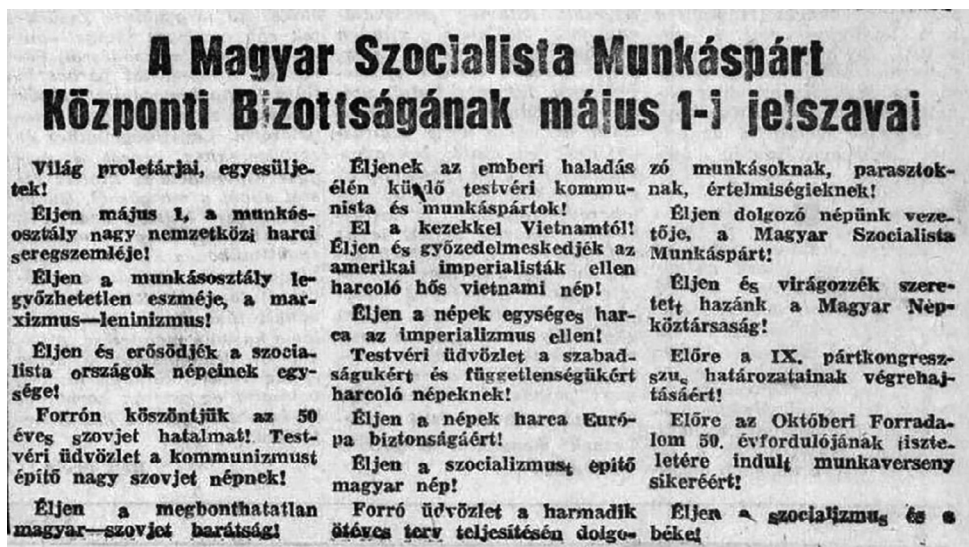 A Magyar Szocialista Munkáspárt
Központi Bizottságának május 1-i jelszavai
Világ proletárjai, egyesülje-
tek!
Éljen május 1, a munkás-
osztály nagy nemzetközi harci
seregszemléje!
Éljen a munkásosztály le-
győzhetetlen eszméje, a mar-
xizmus—leninizmus!
Éljen és erősödjék a szocia-
lista országok népeinek egy-
sége!
Forrón köszöntjük az 50
éves szovjet hatalmat! Test-
véri üdvözlet a kommunizmust
építő nagy szovjet népnek!
Éljen a megbonthatatlan
magyar—szovjet barátság!
Éljenek az emberi haladás
élén küzdő testvéri kommu-
nista és munkáspártok!
El a kezekkel Vietnamtól!
Éljen és győzedelmeskedjék az
amerikai imperialisták ellen
harcoló hős vietnami nép!
Éljen a népek egységes har-
ca az imperializmus ellen!
Testvéri üdvözlet a szabad-
ságukért és függetlenségükért
harcoló népeknek!
Éljen a népek harca Euró-
pa biztonságáért!
Éljen a szocializmust építő
magyar nép!
Forró üdvözlet a harmadik
ötéves terv teljesítésén dolgo-
zó munkásoknak, parasztok-
nak, értelmiségieknek!
Éljen dolgozó népünk veze-
tője, a Magyar Szocialista
Munkáspárt!
Éljen és virágozzék szere-
tett hazánk a Magyar Nép-
köztársaság!
Előre a IX. pártkongresz-
szus határozatainak végrehaj-
tásáért!
Előre az Októberi Forrada-
lom 50. évfordulójának tiszte-
letére indult munkaverseny
sikeréért!
Éljen a szocializmus és a
béke!